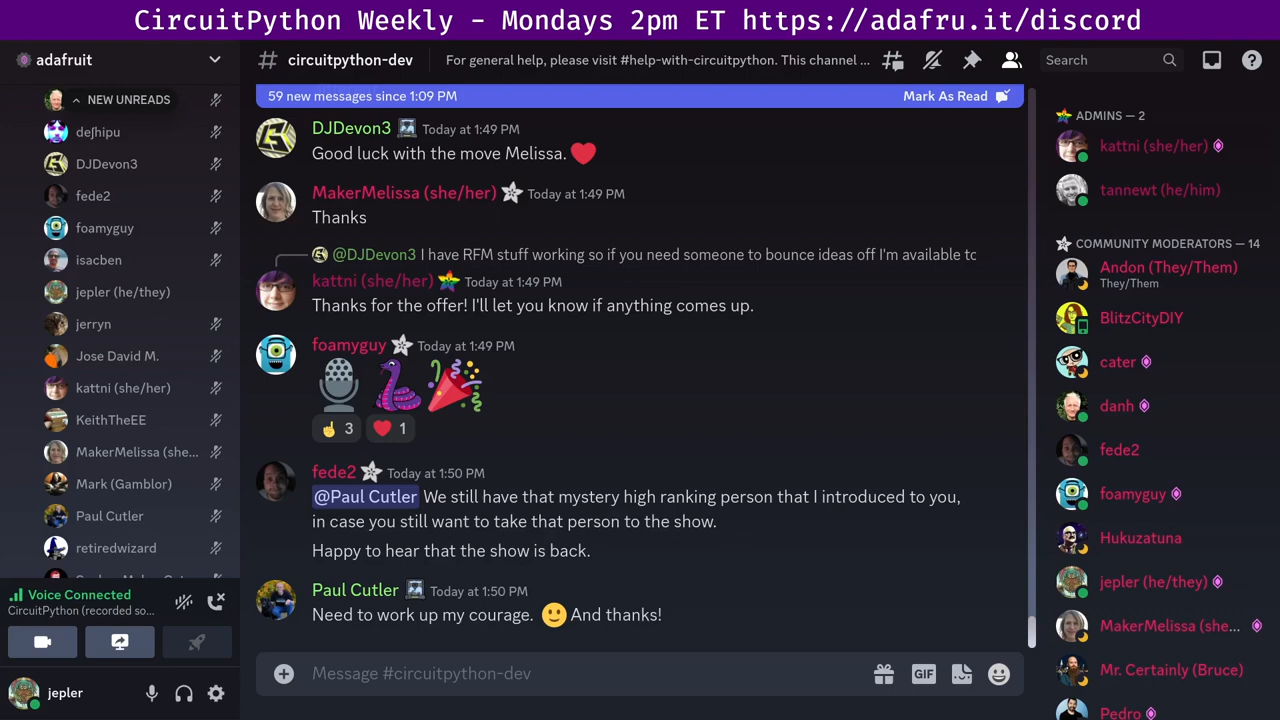 CircuitPython Weekly - Mondays 2pm ET https://adafru.it/discord
adafruit
NEW UNREADS
deʃhipu
DJDevon3
fede2
foamyguy
isacben
jepler (he/they)
jerryn
Jose David M.
kattni (she/her)
KeithTheEE
MakerMelissa (she...
Mark (Gamblor)
Paul Cutler
retiredwizard
Voice Connected
CircuitPython (recorded so...
jepler
circuitpython-dev
For general help, please visit #help-with-circuitpython. This channel ...
Search
59 new messages since 1:09 PM
Mark As Read
DJDevon3 Today at 1:49 PM
Good luck with the move Melissa.
MakerMelissa (she/her) Today at 1:49 PM
Thanks
@DJDevon3 I have RFM stuff working so if you need someone to bounce ideas off I'm available to
kattni (she/her) Today at 1:49 PM
Thanks for the offer! I'll let you know if anything comes up.
foamyguy Today at 1:49 PM
3 1
fede2 Today at 1:50 PM
@Paul Cutler We still have that mystery high ranking person that I introduced to you,
in case you still want to take that person to the show.
Happy to hear that the show is back.
Paul Cutler Today at 1:50 PM
Need to work up my courage. And thanks!
Message #circuitpython-dev
GIF
ADMINS — 2
kattni (she/her)
tannewt (he/him)
COMMUNITY MODERATORS — 14
Andon (They/Them)
They/Them
BlitzCityDIY
cater
danh
fede2
foamyguy
Hukuzatuna
jepler (he/they)
MakerMelissa (she...
Mr. Certainly (Bruce)
Pedro